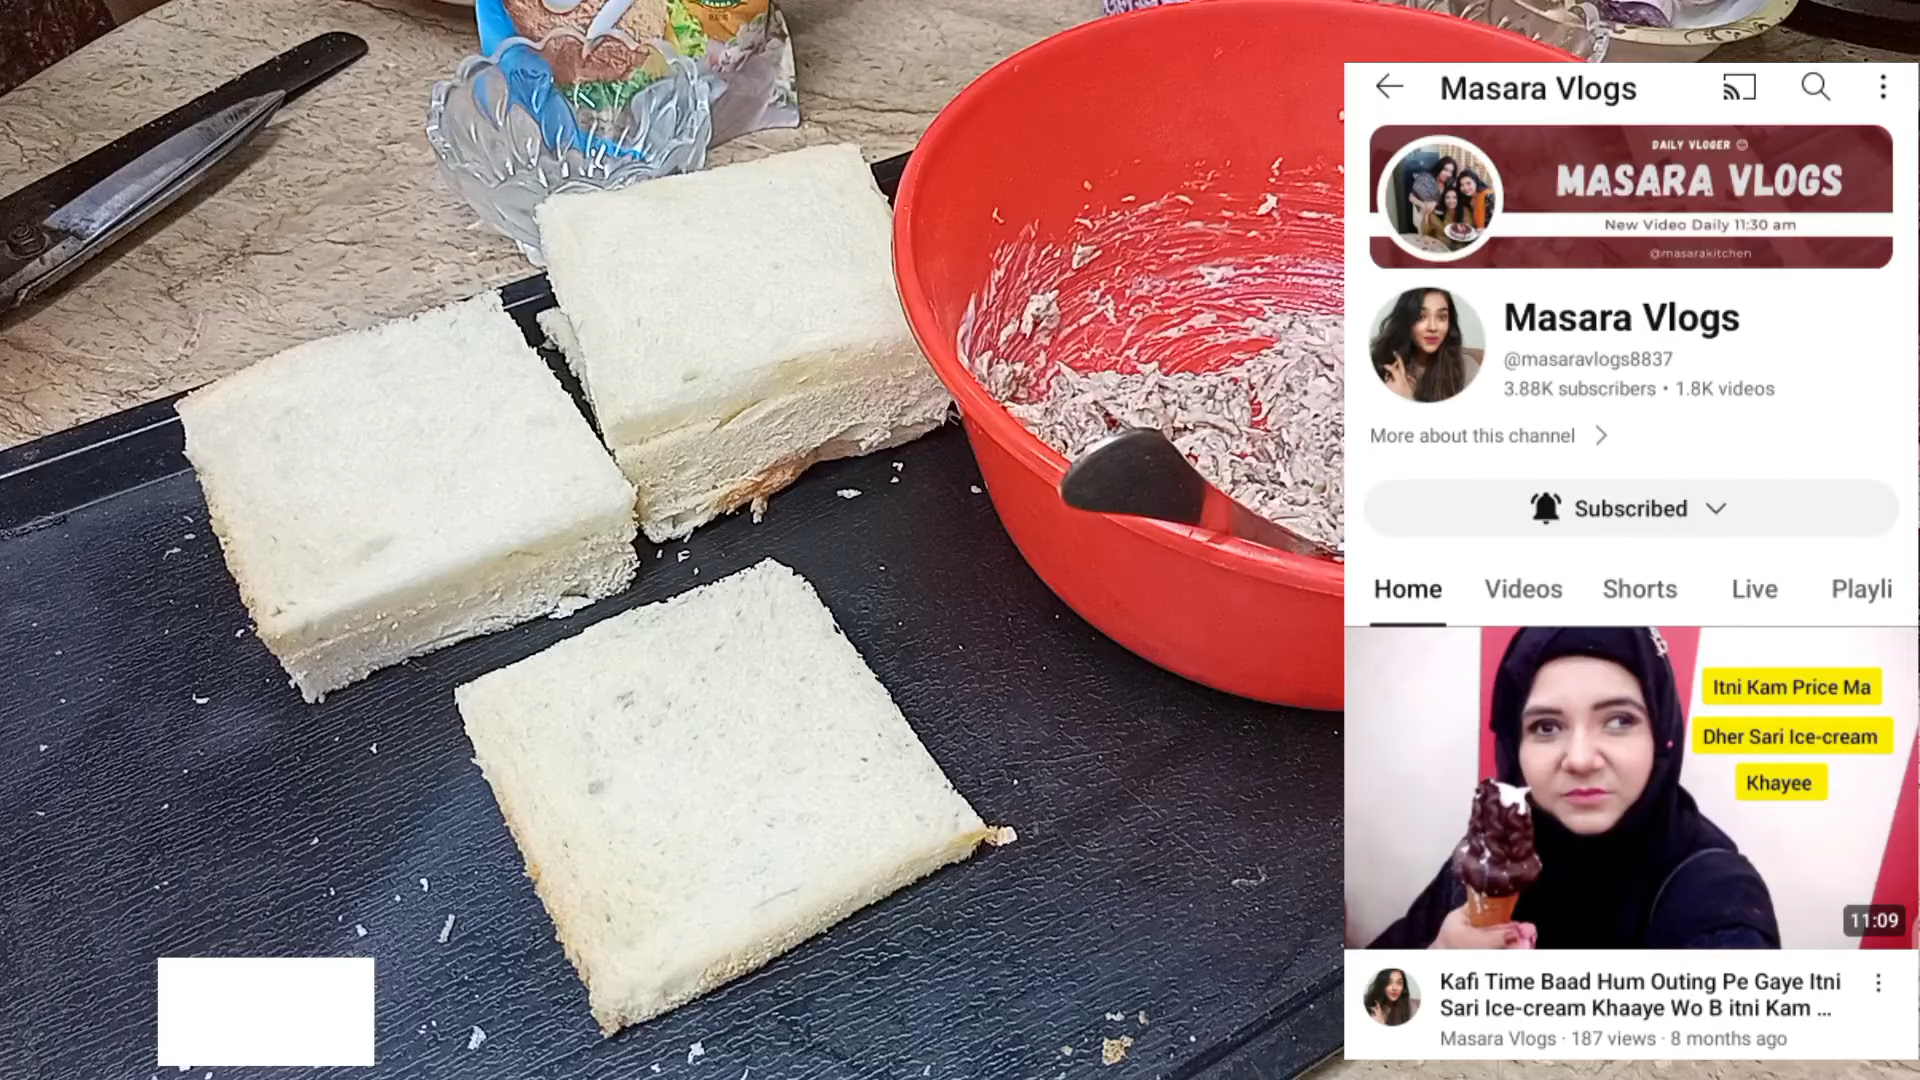 Masara Vlogs
DAILY VLOGER
MASARA VLOGS
New Video Daily 11:30 am
@masarakitchen
Masara Vlogs
@masaravlogs8837
3.88K subscribers • 1.8K videos
More about this channel
Subscribed
Home Videos Shorts Live Playli
Itni Kam Price Ma
Dher Sari Ice-cream
Khayee
11:09
Kafi Time Baad Hum Outing Pe Gaye Itni
Sari Ice-cream Khaaye Wo B itni Kam ...
Masara Vlogs · 187 views · 8 months ago